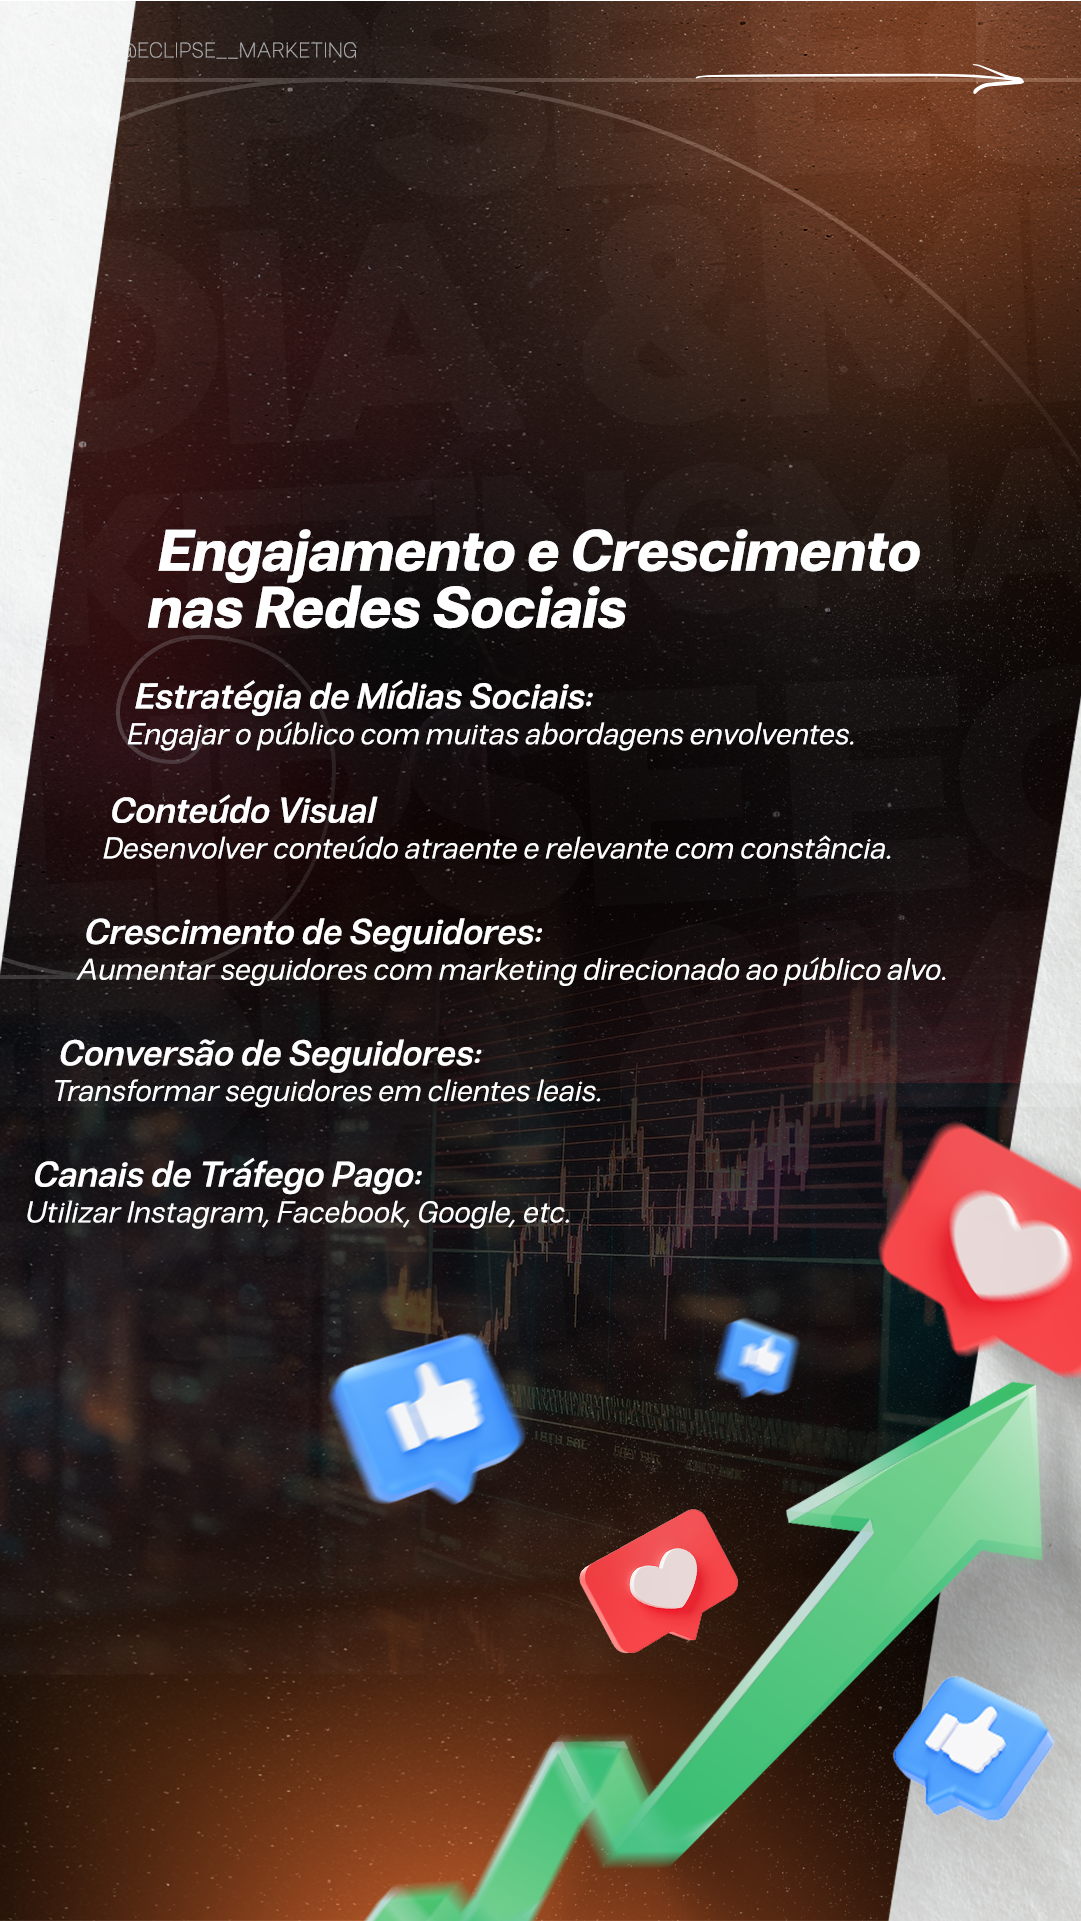 @ECLIPSE__MARKETING
Engajamento e Crescimento
nas Redes Sociais
Estratégia de Mídias Sociais:
Engajar o público com muitas abordagens envolventes.
Conteúdo Visual
Desenvolver conteúdo atraente e relevante com constância.
Crescimento de Seguidores:
Aumentar seguidores com marketing direcionado ao público alvo.
Conversão de Seguidores:
Transformar seguidores em clientes leais.
Canais de Tráfego Pago:
Utilizar Instagram, Facebook, Google, etc.